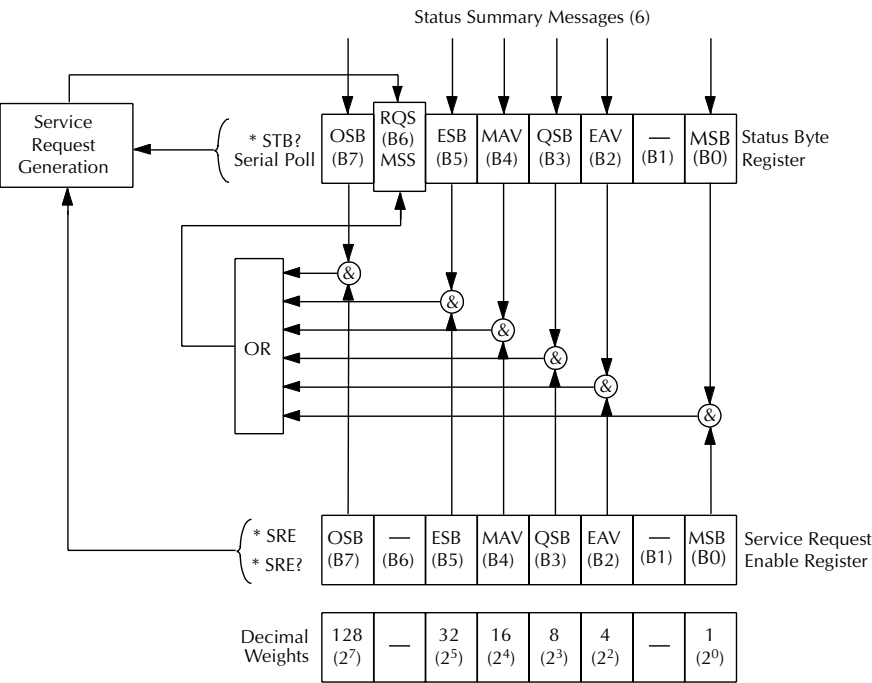 Status Summary Messages (6)
Service
Request
Generation
* STB?
Serial Poll
OSB
(B7)
RQS
(B6)
MSS
ESB
(B5)
MAV
(B4)
QSB
(B3)
EAV
(B2)
—
(B1)
MSB
(B0)
Status Byte
Register
&
&
&
&
&
&
OR
* SRE
* SRE?
OSB
(B7)
—
(B6)
ESB
(B5)
MAV
(B4)
QSB
(B3)
EAV
(B2)
—
(B1)
MSB
(B0)
Service Request
Enable Register
Decimal
Weights
128
(2⁷)
—
32
(2⁵)
16
(2⁴)
8
(2³)
4
(2²)
—
1
(2⁰)